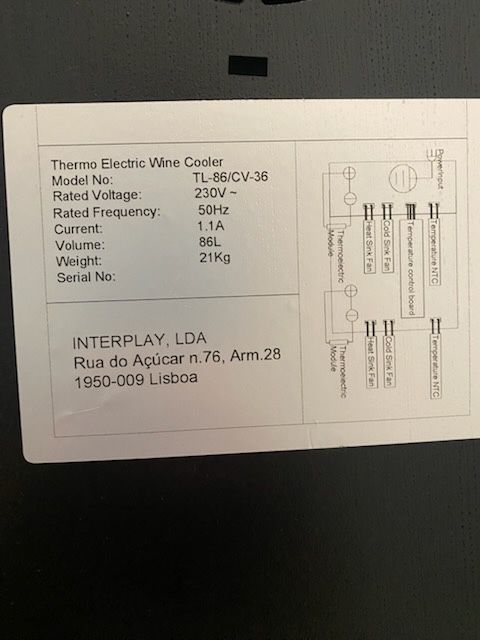 Thermo Electric Wine Cooler
Model No: TL-86/CV-36
Rated Voltage: 230V ~
Rated Frequency: 50Hz
Current: 1.1A
Volume: 86L
Weight: 21Kg
Serial No:
INTERPLAY, LDA
Rua do Açúcar n.76, Arm.28
1950-009 Lisboa
PowerInput
Temperature NTC
Temperature control board
Cold Sink Fan
Heat Sink Fan
Thermoelectric
Module
Temperature NTC
Cold Sink Fan
Heat Sink Fan
Thermoelectric
Module